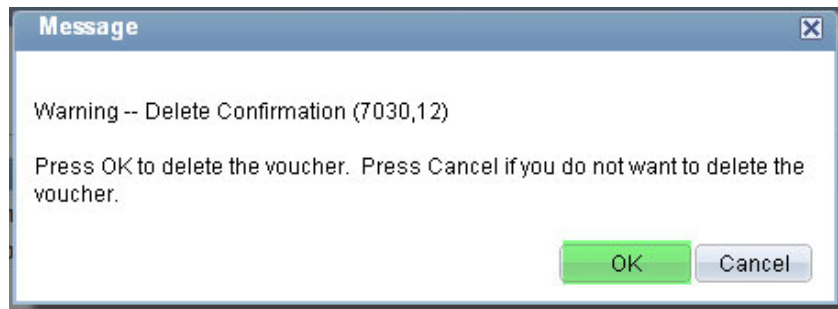 Message
Warning -- Delete Confirmation (7030,12)
Press OK to delete the voucher. Press Cancel if you do not want to delete the
voucher.
OK Cancel